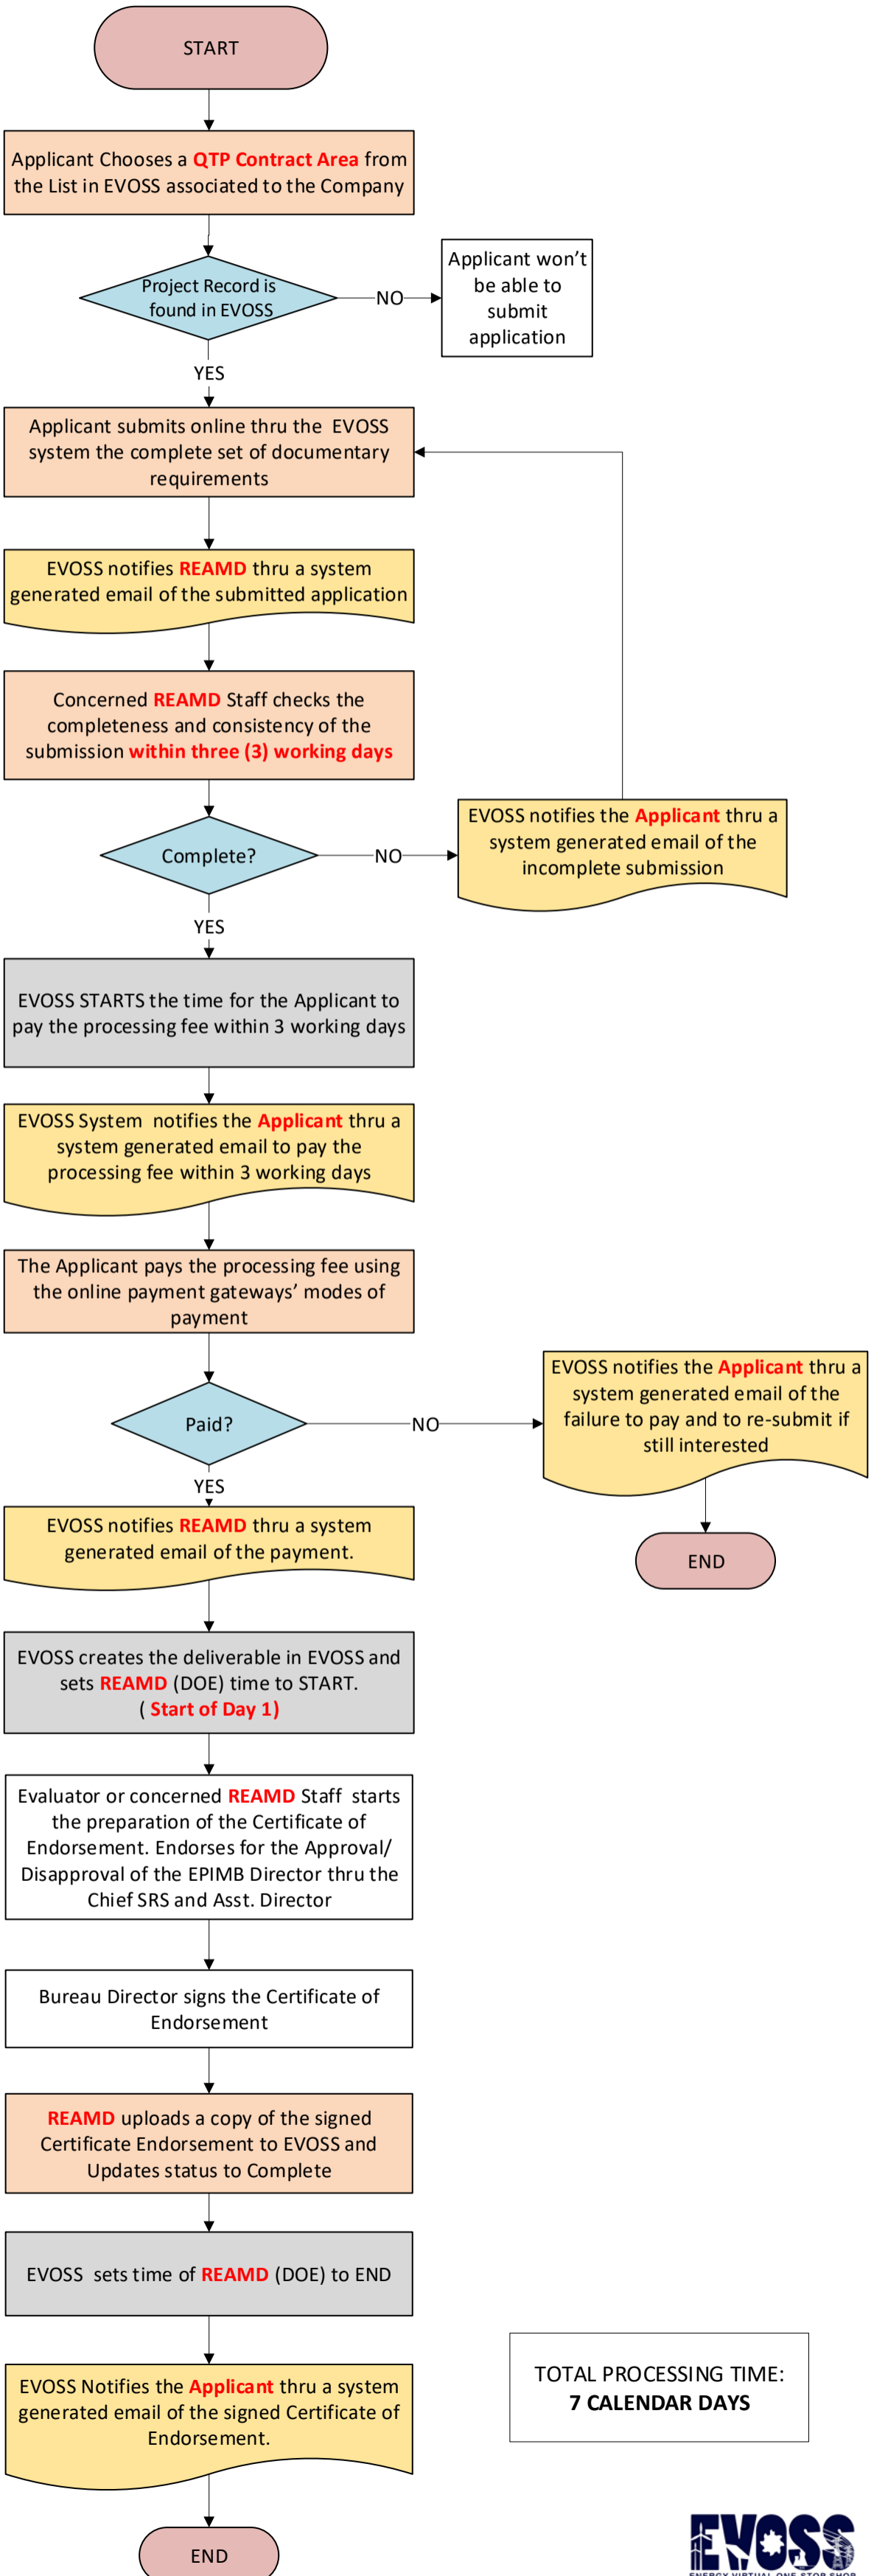 START
Applicant Chooses a QTP Contract Area from
the List in EVOSS associated to the Company
Project Record is
found in EVOSS
NO
Applicant won't
be able to
submit
application
YES
Applicant submits online thru the EVOSS
system the complete set of documentary
requirements
EVOSS notifies REAMD thru a system
generated email of the submitted application
Concerned REAMD Staff checks the
completeness and consistency of the
submission within three (3) working days
Complete?
NO
EVOSS notifies the Applicant thru a
system generated email of the
incomplete submission
YES
EVOSS STARTS the time for the Applicant to
pay the processing fee within 3 working days
EVOSS System notifies the Applicant thru a
system generated email to pay the
processing fee within 3 working days
The Applicant pays the processing fee using
the online payment gateways' modes of
payment
Paid?
NO
EVOSS notifies the Applicant thru a
system generated email of the
failure to pay and to re-submit if
still interested
END
YES
EVOSS notifies REAMD thru a system
generated email of the payment.
EVOSS creates the deliverable in EVOSS and
sets REAMD (DOE) time to START.
( Start of Day 1)
Evaluator or concerned REAMD Staff starts
the preparation of the Certificate of
Endorsement. Endorses for the Approval/
Disapproval of the EPIMB Director thru the
Chief SRS and Asst. Director
Bureau Director signs the Certificate of
Endorsement
REAMD uploads a copy of the signed
Certificate Endorsement to EVOSS and
Updates status to Complete
EVOSS sets time of REAMD (DOE) to END
EVOSS Notifies the Applicant thru a system
generated email of the signed Certificate of
Endorsement.
TOTAL PROCESSING TIME:
7 CALENDAR DAYS
END
EVOSS
ENERGY VIRTUAL ONE STOP SHOP